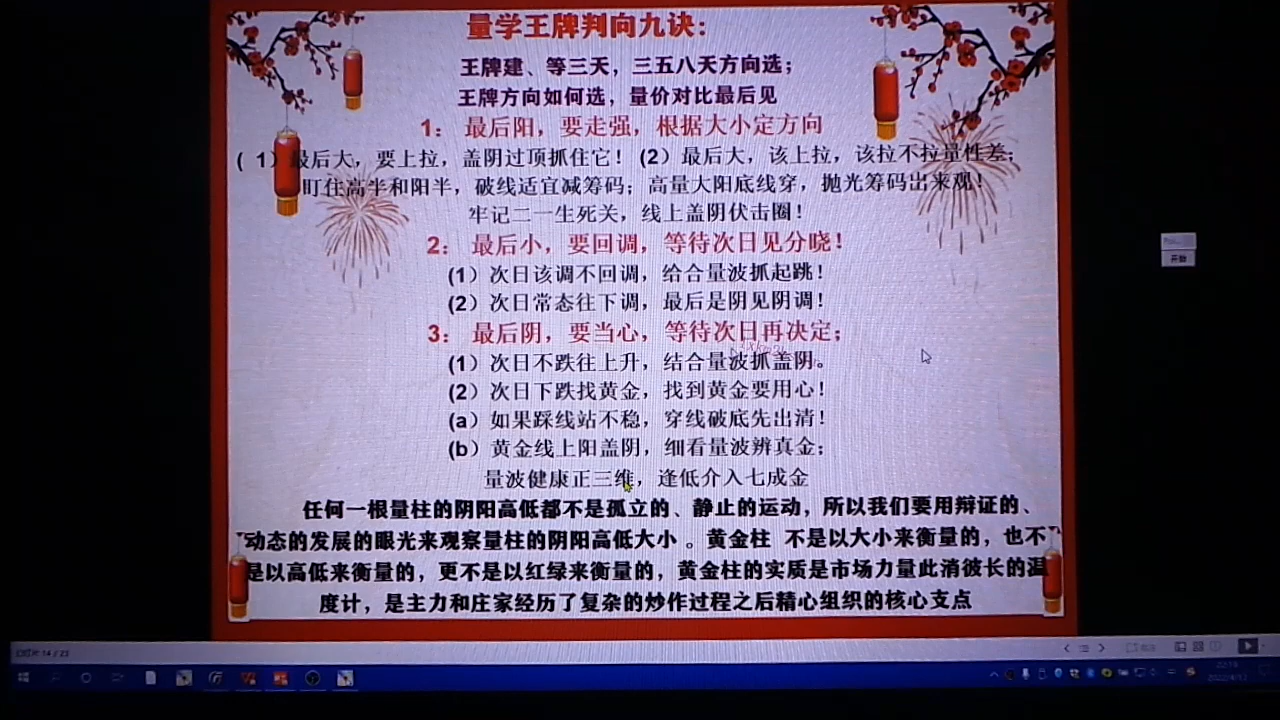 量学王牌判向九诀：
王牌建、等三天，三五八天方向选；
王牌方向如何选，量价对比最后见
1： 最后阳，要走强，根据大小定方向
（ 1）最后大，要上拉，盖阴过顶抓住它！（2）最后大，该上拉，该拉不拉量性差；
盯住高半和阳半，破线适宜减筹码；高量大阳底线穿，抛光筹码出来观！
牢记二一生死关，线上盖阴伏击圈！
2： 最后小，要回调，等待次日见分晓！
（1）次日该调不回调，给合量波抓起跳！
（2）次日常态往下调，最后是阴见阴调！
3： 最后阴，要当心，等待次日再决定；
（1）次日不跌往上升，结合量波抓盖阴。
（2）次日下跌找黄金，找到黄金要用心！
（a）如果踩线站不稳，穿线破底先出清！
（b）黄金线上阳盖阴，细看量波辨真金；
量波健康正三维，逢低介入七成金
任何一根量柱的阴阳高低都不是孤立的、静止的运动，所以我们要用辩证的、
动态的发展的眼光来观察量柱的阴阳高低大小 。黄金柱 不是以大小来衡量的，也不
是以高低来衡量的，更不是以红绿来衡量的，黄金柱的实质是市场力量此消彼长的温
度计，是主力和庄家经历了复杂的炒作过程之后精心组织的核心支点
开始
14 / 23